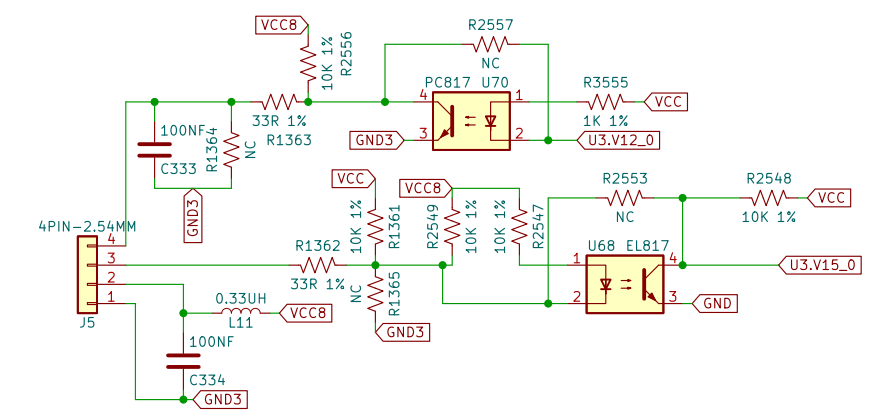 VCC8
R2556
10K 1%
R2557
NC
PC817 U70
4
3
1
2
R3555
1K 1%
VCC
U3.V12_0
GND3
33R 1%
R1363
100NF
C333
R1364
NC
GND3
VCC
VCC8
R1361
10K 1%
R2549
10K 1%
R2547
10K 1%
R2553
NC
R2548
10K 1%
VCC
U68 EL817
1
2
4
3
U3.V15_0
GND
4PIN-2.54MM
4
3
2
1
J5
R1362
33R 1%
NC
R1365
GND3
0.33UH
L11
VCC8
100NF
C334
GND3